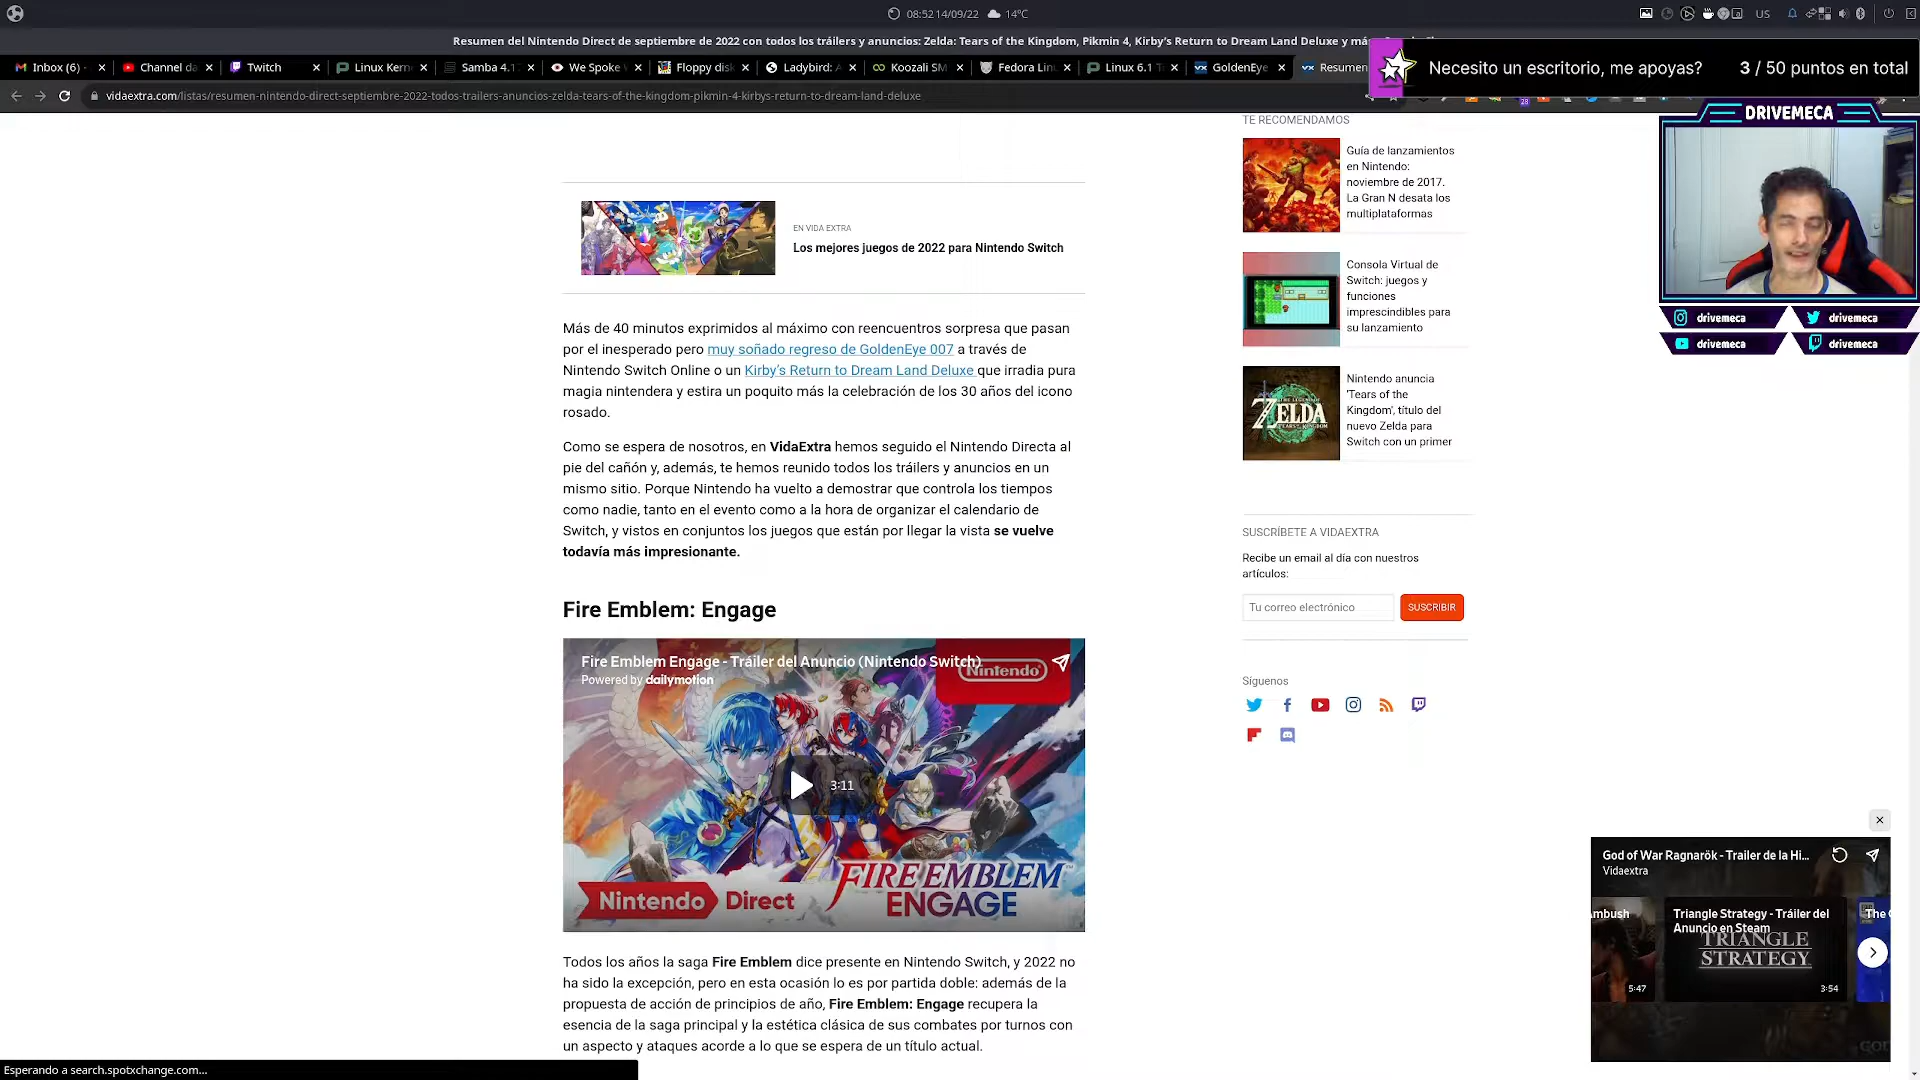 08:52 14/09/22 14°C US
Resumen del Nintendo Direct de septiembre de 2022 con todos los tráilers y anuncios: Zelda: Tears of the Kingdom, Pikmin 4, Kirby's Return to Dream Land Deluxe y
Inbox (6) Channel da Twitch Linux Kern Samba 4.1 We Spoke Floppy disk Ladybird: A Koozali SM Fedora Lin Linux 6.1 T GoldenEye Resumen
Necesito un escritorio, me apoyas? 3 / 50 puntos en total
vidaextra.com/listas/resumen-nintendo-direct-septiembre-2022-todos-trailers-anuncios-zelda-tears-of-the-kingdom-pikmin-4-kirbys-return-to-dream-land-deluxe
28
EN VIDA EXTRA
Los mejores juegos de 2022 para Nintendo Switch
Más de 40 minutos exprimidos al máximo con reencuentros sorpresa que pasan
por el inesperado pero muy soñado regreso de GoldenEye 007 a través de
Nintendo Switch Online o un Kirby's Return to Dream Land Deluxe que irradia pura
magia nintendera y estira un poquito más la celebración de los 30 años del icono
rosado.
Como se espera de nosotros, en VidaExtra hemos seguido el Nintendo Directa al
pie del cañón y, además, te hemos reunido todos los tráilers y anuncios en un
mismo sitio. Porque Nintendo ha vuelto a demostrar que controla los tiempos
como nadie, tanto en el evento como a la hora de organizar el calendario de
Switch, y vistos en conjuntos los juegos que están por llegar la vista se vuelve
todavía más impresionante.
Fire Emblem: Engage
Fire Emblem Engage - Tráiler del Anuncio (Nintendo Switch)
Powered by dailymotion
Nintendo
3:11
Nintendo Direct
FIRE EMBLEM
ENGAGE
Todos los años la saga Fire Emblem dice presente en Nintendo Switch, y 2022 no
ha sido la excepción, pero en esta ocasión lo es por partida doble: además de la
propuesta de acción de principios de año, Fire Emblem: Engage recupera la
esencia de la saga principal y la estética clásica de sus combates por turnos con
un aspecto y ataques acorde a lo que se espera de un título actual.
Esperando a search.spotxchange.com...
TE RECOMENDAMOS
Guía de lanzamientos
en Nintendo:
noviembre de 2017.
La Gran N desata los
multiplataformas
Consola Virtual de
Switch: juegos y
funciones
imprescindibles para
su lanzamiento
THE LEGEND OF
ZELDA
TEARS OF THE KINGDOM
Nintendo anuncia
'Tears of the
Kingdom', título del
nuevo Zelda para
Switch con un primer
SUSCRÍBETE A VIDAEXTRA
Recibe un email al día con nuestros
artículos:
Tu correo electrónico SUSCRIBIR
Síguenos
DRIVEMECA
drivemeca drivemeca
drivemeca drivemeca
God of War Ragnarök - Trailer de la Hi...
Vidaextra
mbush
5:47
Triangle Strategy - Tráiler del
Anuncio en Steam
TRIANGLE
STRATEGY
3:54
The